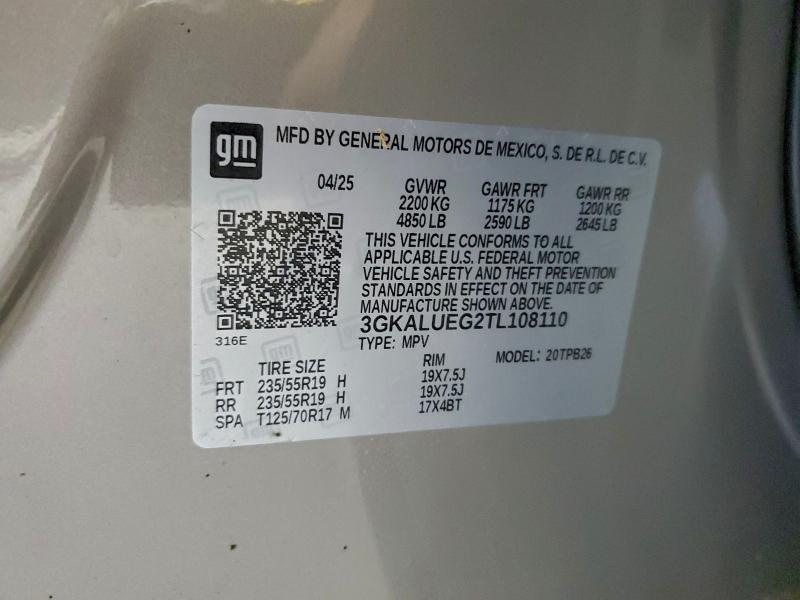 gm
MFD BY GENERAL MOTORS DE MEXICO, S. DE R.L. DE C.V.
04/25 GVWR GAWR FRT GAWR RR
2200 KG 1175 KG 1200 KG
4850 LB 2590 LB 2645 LB
THIS VEHICLE CONFORMS TO ALL
APPLICABLE U.S. FEDERAL MOTOR
VEHICLE SAFETY AND THEFT PREVENTION
STANDARDS IN EFFECT ON THE DATE OF
MANUFACTURE SHOWN ABOVE.
3GKALUEG2TL108110
316E
TYPE: MPV MODEL: 20TPB26
TIRE SIZE RIM
FRT 235/55R19 H 19X7.5J
RR 235/55R19 H 19X7.5J
SPA T125/70R17 M 17X4BT